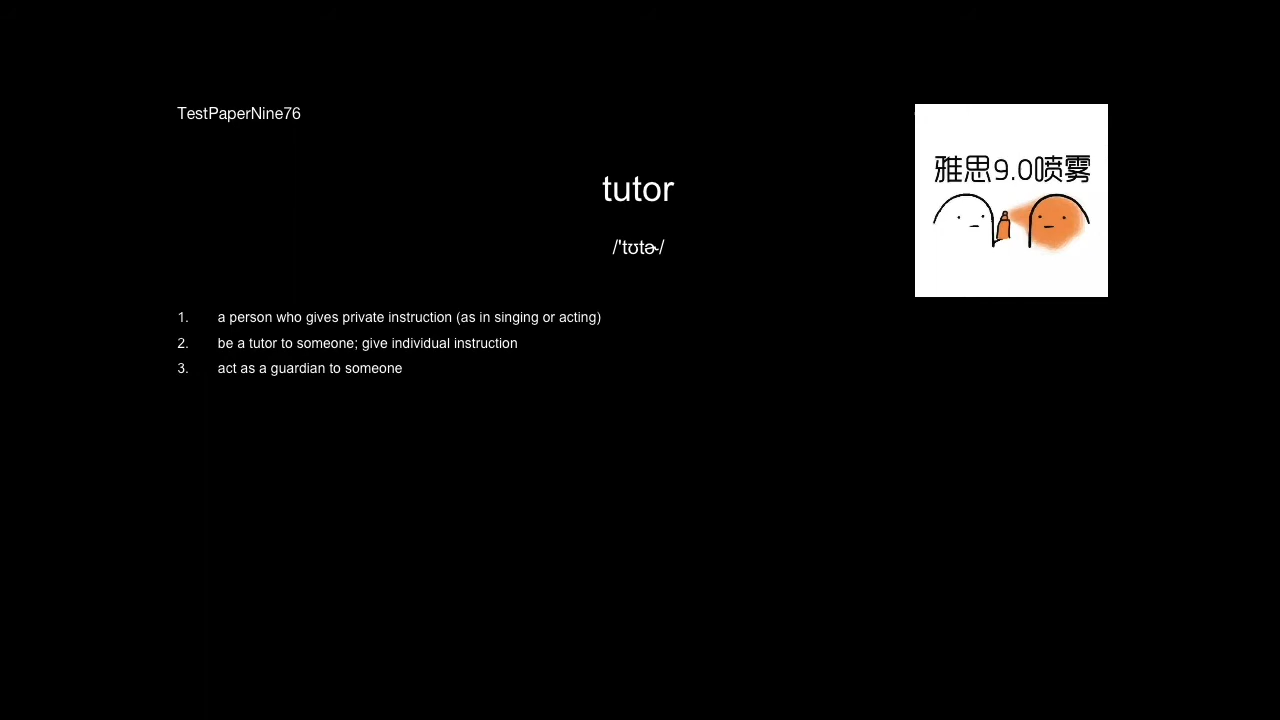 TestPaperNine76
雅思9.0喷雾
tutor
/'tʊtɚ/
1. a person who gives private instruction (as in singing or acting)
2. be a tutor to someone; give individual instruction
3. act as a guardian to someone